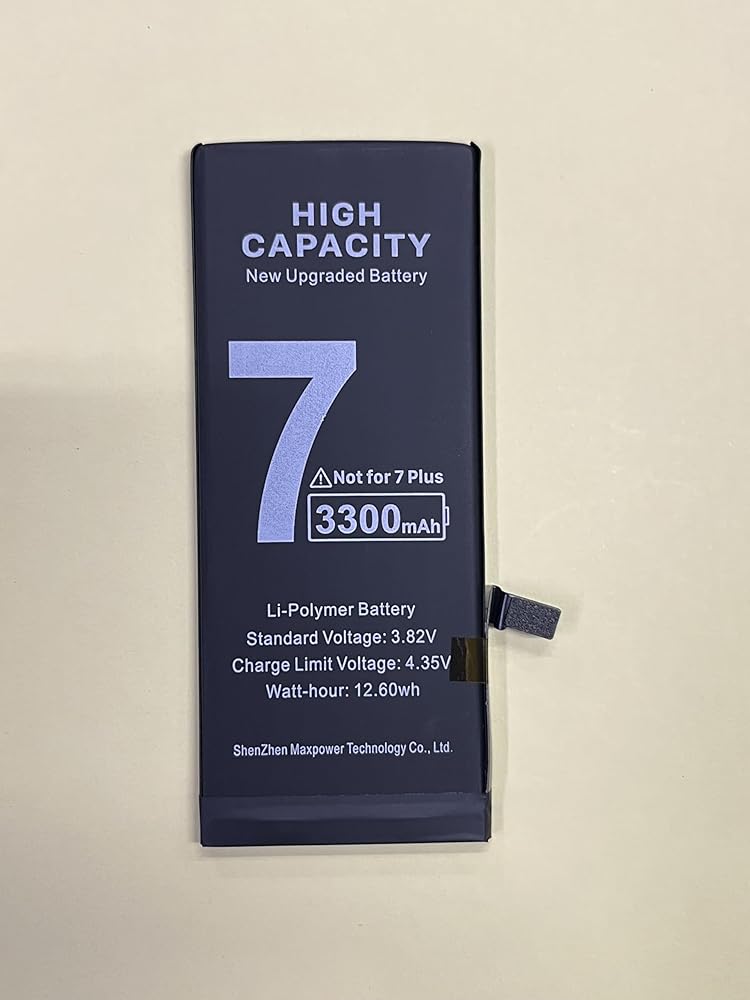 HIGH
CAPACITY
New Upgraded Battery
7
⚠Not for 7 Plus
3300mAh
Li-Polymer Battery
Standard Voltage: 3.82V
Charge Limit Voltage: 4.35V
Watt-hour: 12.60wh
ShenZhen Maxpower Technology Co., Ltd.